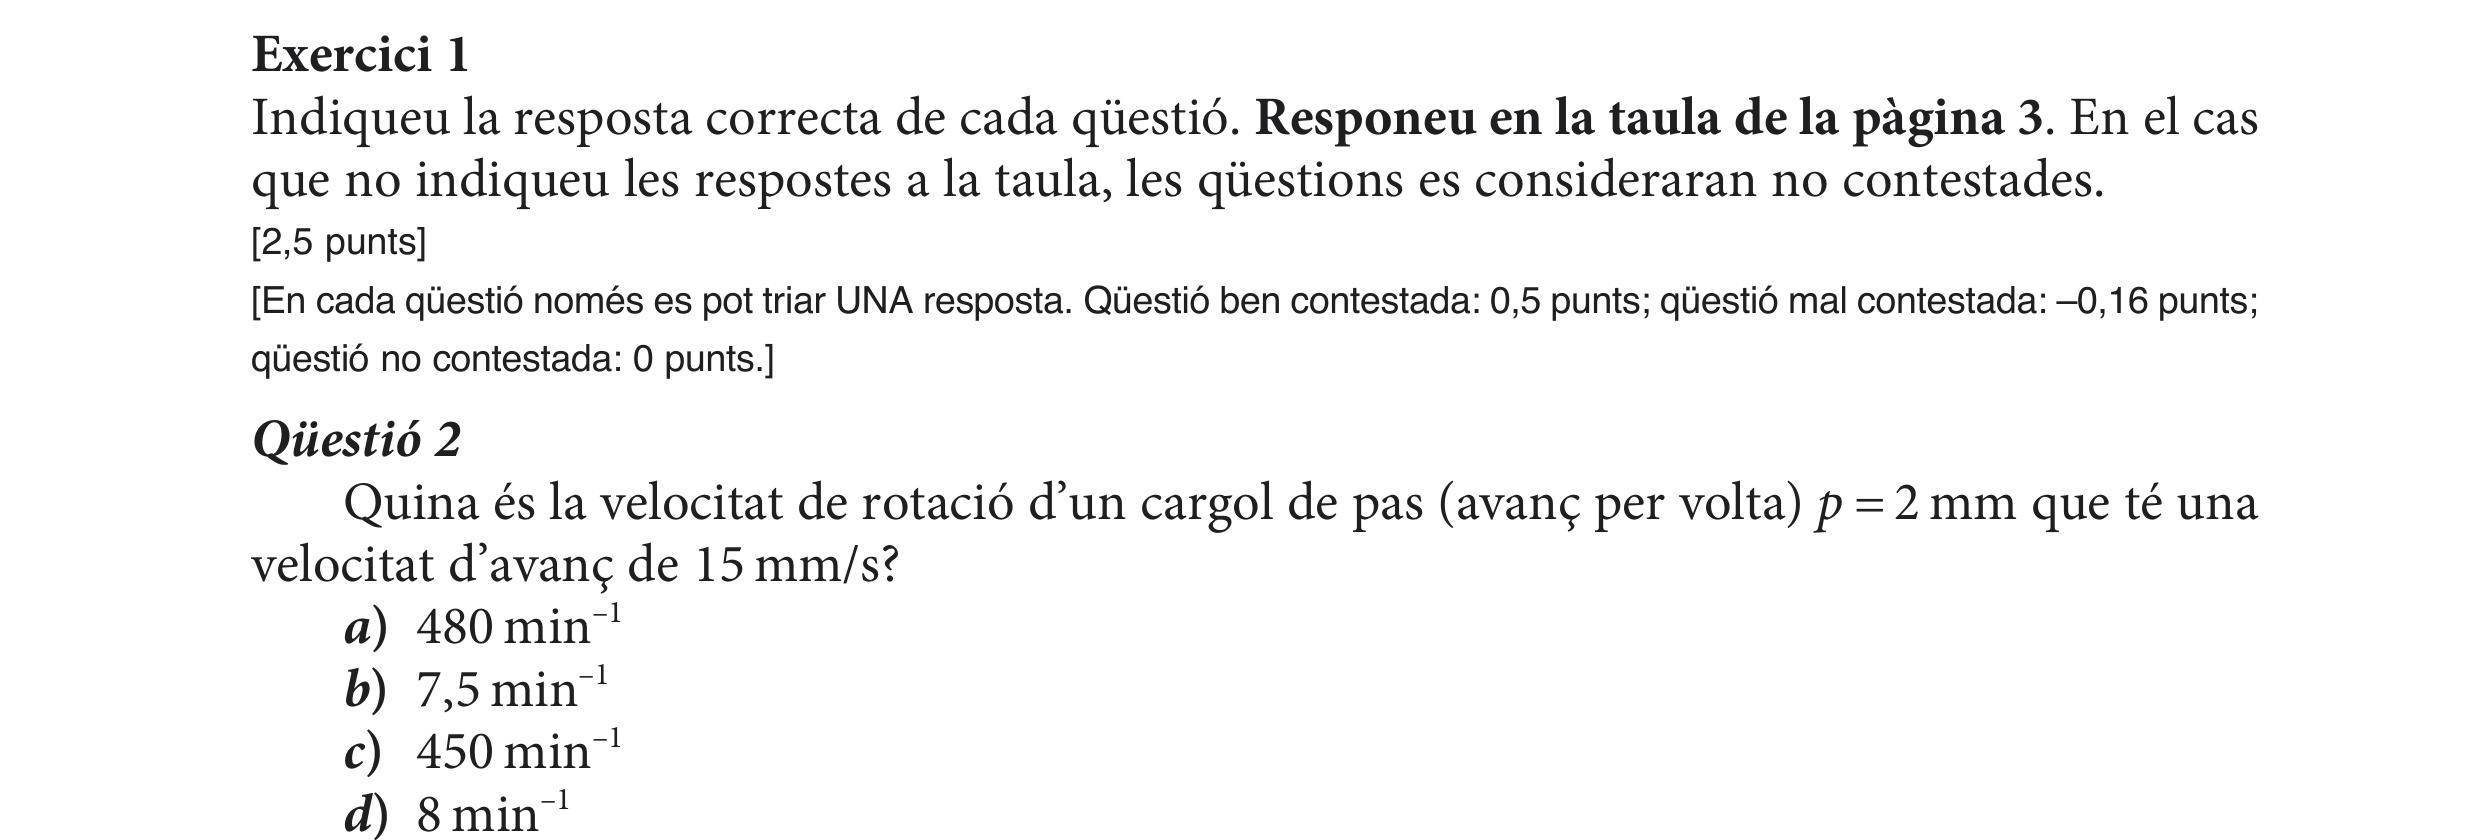 Exercici 1
Indiqueu la resposta correcta de cada qüestió. Responeu en la taula de la pàgina 3. En el cas
que no indiqueu les respostes a la taula, les qüestions es consideraran no contestades.
[2,5 punts]
[En cada qüestió només es pot triar UNA resposta. Qüestió ben contestada: 0,5 punts; qüestió mal contestada: –0,16 punts;
qüestió no contestada: 0 punts.]
Qüestió 2
Quina és la velocitat de rotació d’un cargol de pas (avanç per volta) p = 2 mm que té una
velocitat d’avanç de 15 mm/s?
a) 480 min⁻¹
b) 7,5 min⁻¹
c) 450 min⁻¹
d) 8 min⁻¹